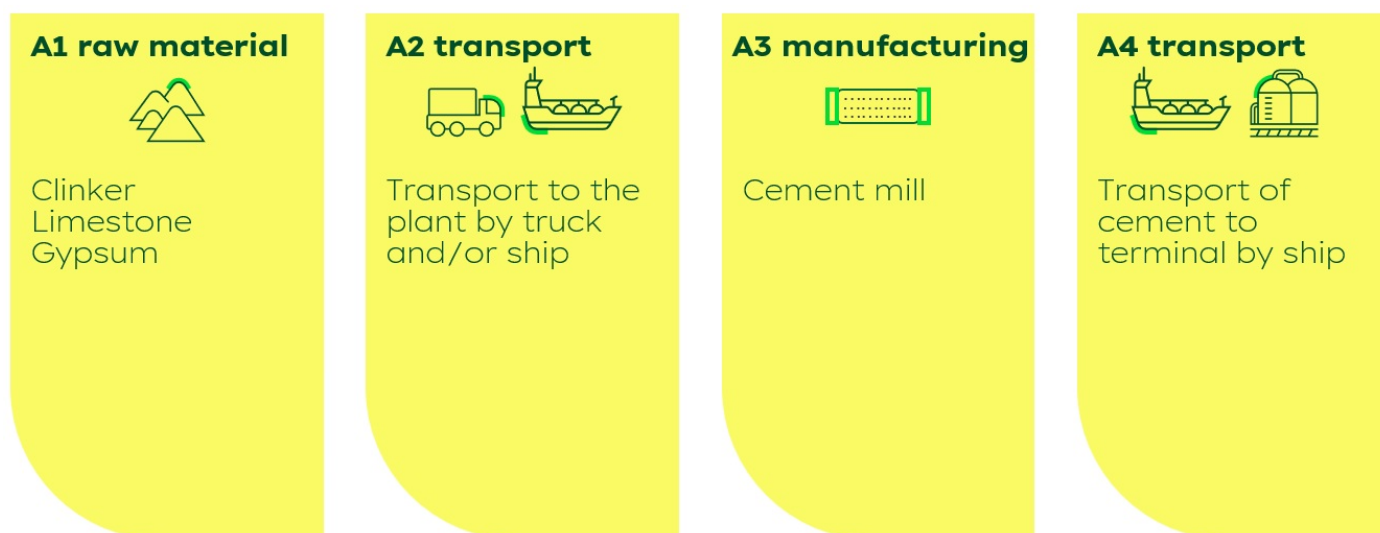 A1 raw material
Clinker
Limestone
Gypsum
A2 transport
Transport to the
plant by truck
and/or ship
A3 manufacturing
Cement mill
A4 transport
Transport of
cement to
terminal by ship